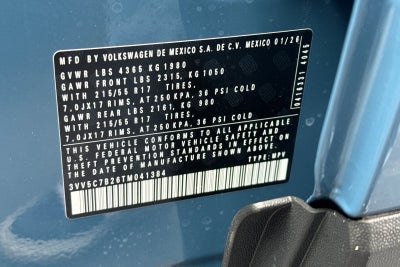 MFD. BY VOLKSWAGEN DE MEXICO S.A. DE C.V. MEXICO 01/26
GVWR LBS 4365 KG 1980
GAWR FRONT LBS 2315, KG 1050
WITH 215/55 R17 TIRES,
7.0JX17 RIMS, AT 250 KPA, 36 PSI COLD
GAWR REAR LBS 2161, KG 980
WITH 215/55 R17 TIRES,
7.0JX17 RIMS, AT 250 KPA, 36 PSI COLD
THIS VEHICLE CONFORMS TO ALL APPLICABLE
FEDERAL MOTOR VEHICLE SAFETY AND
THEFT PREVENTION STANDARDS IN EFFECT ON THE
DATE OF MANUFACTURE SHOWN ABOVE.
3VV5C7B26TM041384 TYPE: MPV
0416331 4045